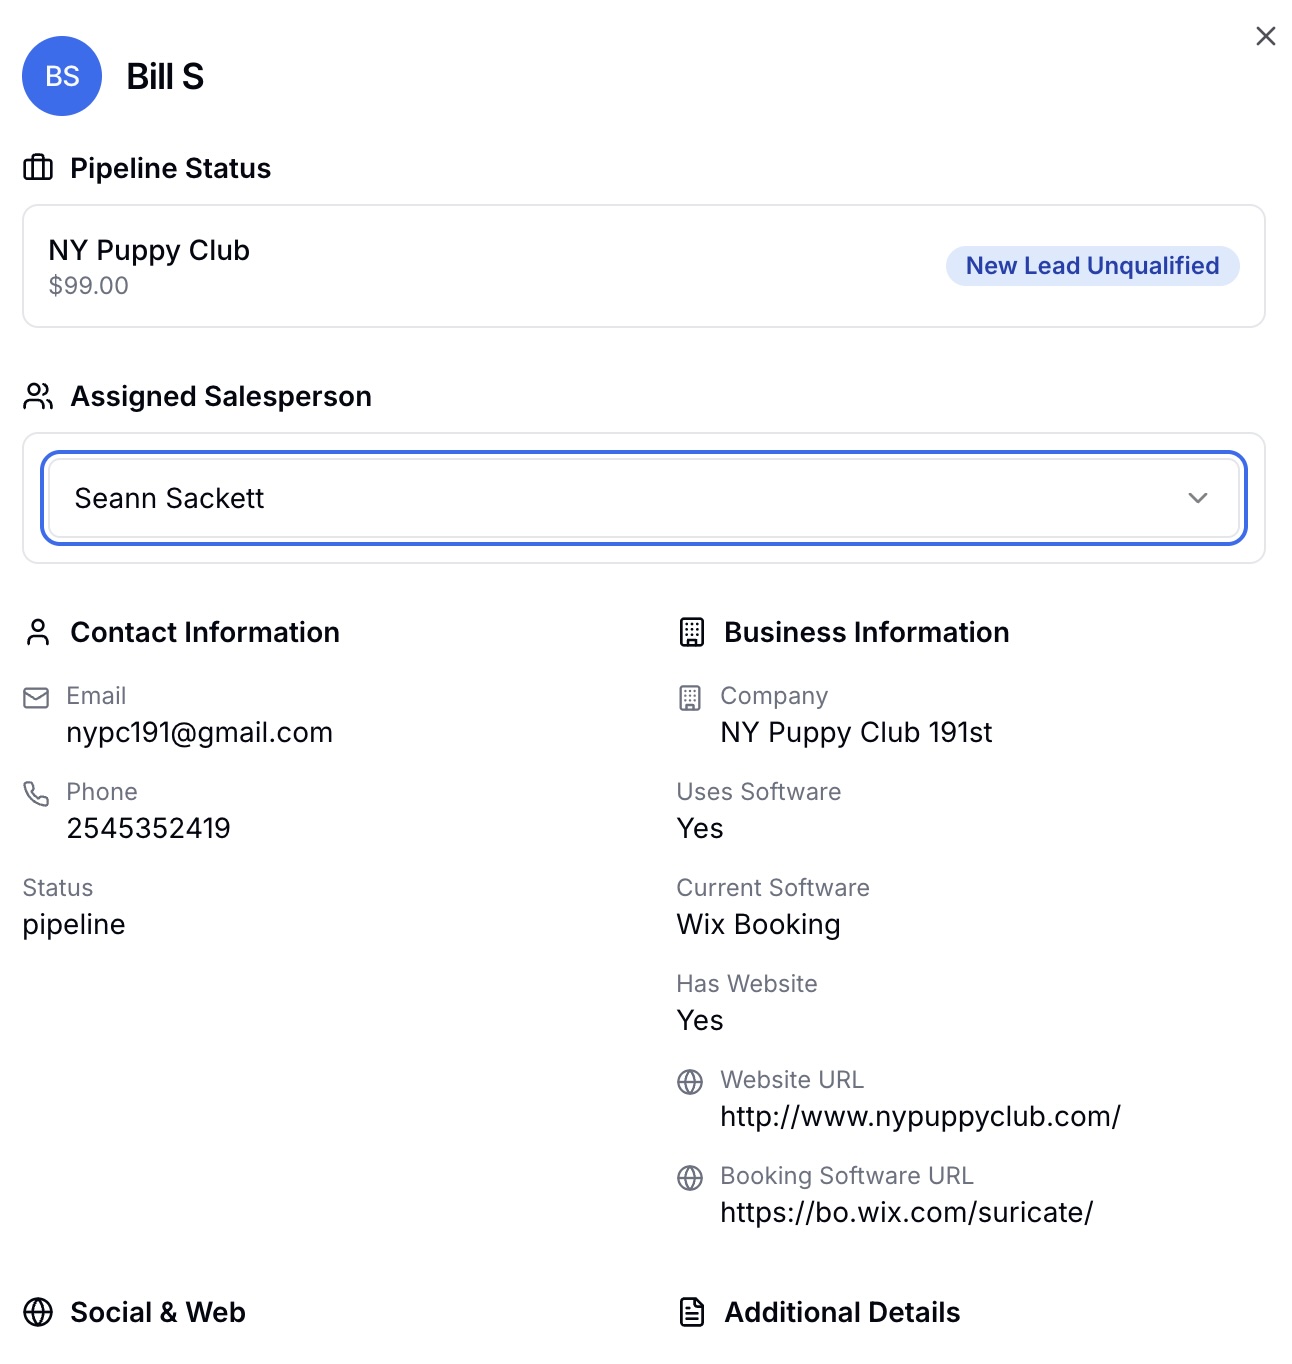 BS
Bill S
Pipeline Status
NY Puppy Club
$99.00
New Lead Unqualified
Assigned Salesperson
Seann Sackett
Contact Information
Email
nypc191@gmail.com
Phone
2545352419
Status
pipeline
Business Information
Company
NY Puppy Club 191st
Uses Software
Yes
Current Software
Wix Booking
Has Website
Yes
Website URL
http://www.nypuppyclub.com/
Booking Software URL
https://bo.wix.com/suricate/
Social & Web
Additional Details